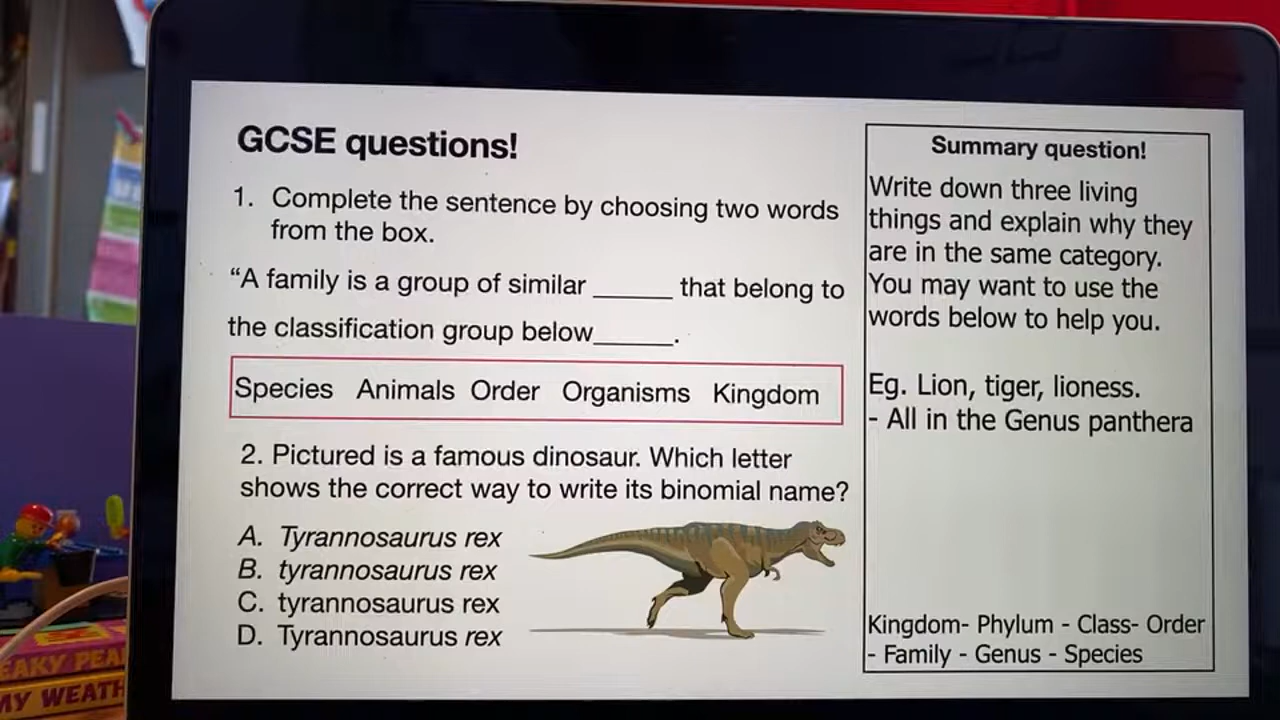 GCSE questions!
1. Complete the sentence by choosing two words
from the box.
“A family is a group of similar ______ that belong to
the classification group below______.
Species Animals Order Organisms Kingdom
2. Pictured is a famous dinosaur. Which letter
shows the correct way to write its binomial name?
A. Tyrannosaurus rex
B. tyrannosaurus rex
C. tyrannosaurus rex
D. Tyrannosaurus rex
Summary question!
Write down three living
things and explain why they
are in the same category.
You may want to use the
words below to help you.
Eg. Lion, tiger, lioness.
- All in the Genus panthera
Kingdom- Phylum - Class- Order
- Family - Genus - Species
EAKY PEA
MY WEATH